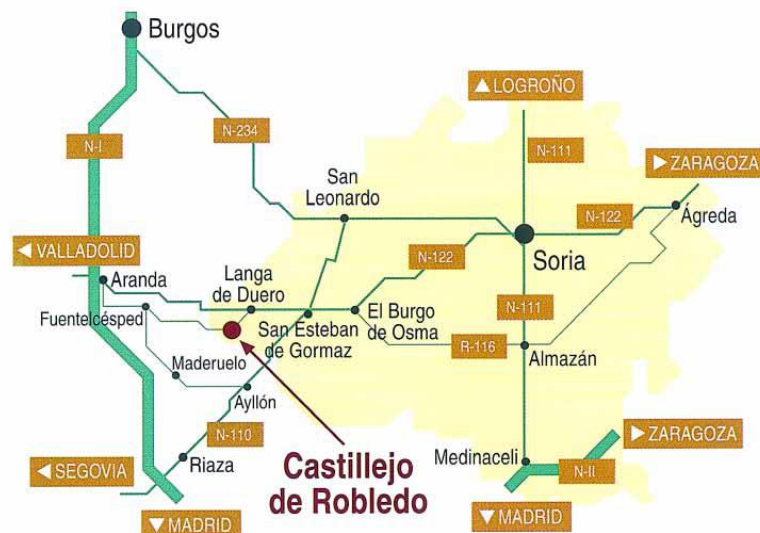 Burgos
LOGROÑO
N-234
N-I
N-111
ZARAGOZA
San
Leonardo
N-122
Ágreda
VALLADOLID
Soria
Aranda
Langa
de Duero
N-122
N-111
Fuentelcésped
San Esteban
de Gormaz
El Burgo
de Osma
R-116
Almazán
Maderuelo
Ayllón
N-110
ZARAGOZA
SEGOVIA
Riaza
Castillejo
de Robledo
Medinaceli
N-II
MADRID
MADRID